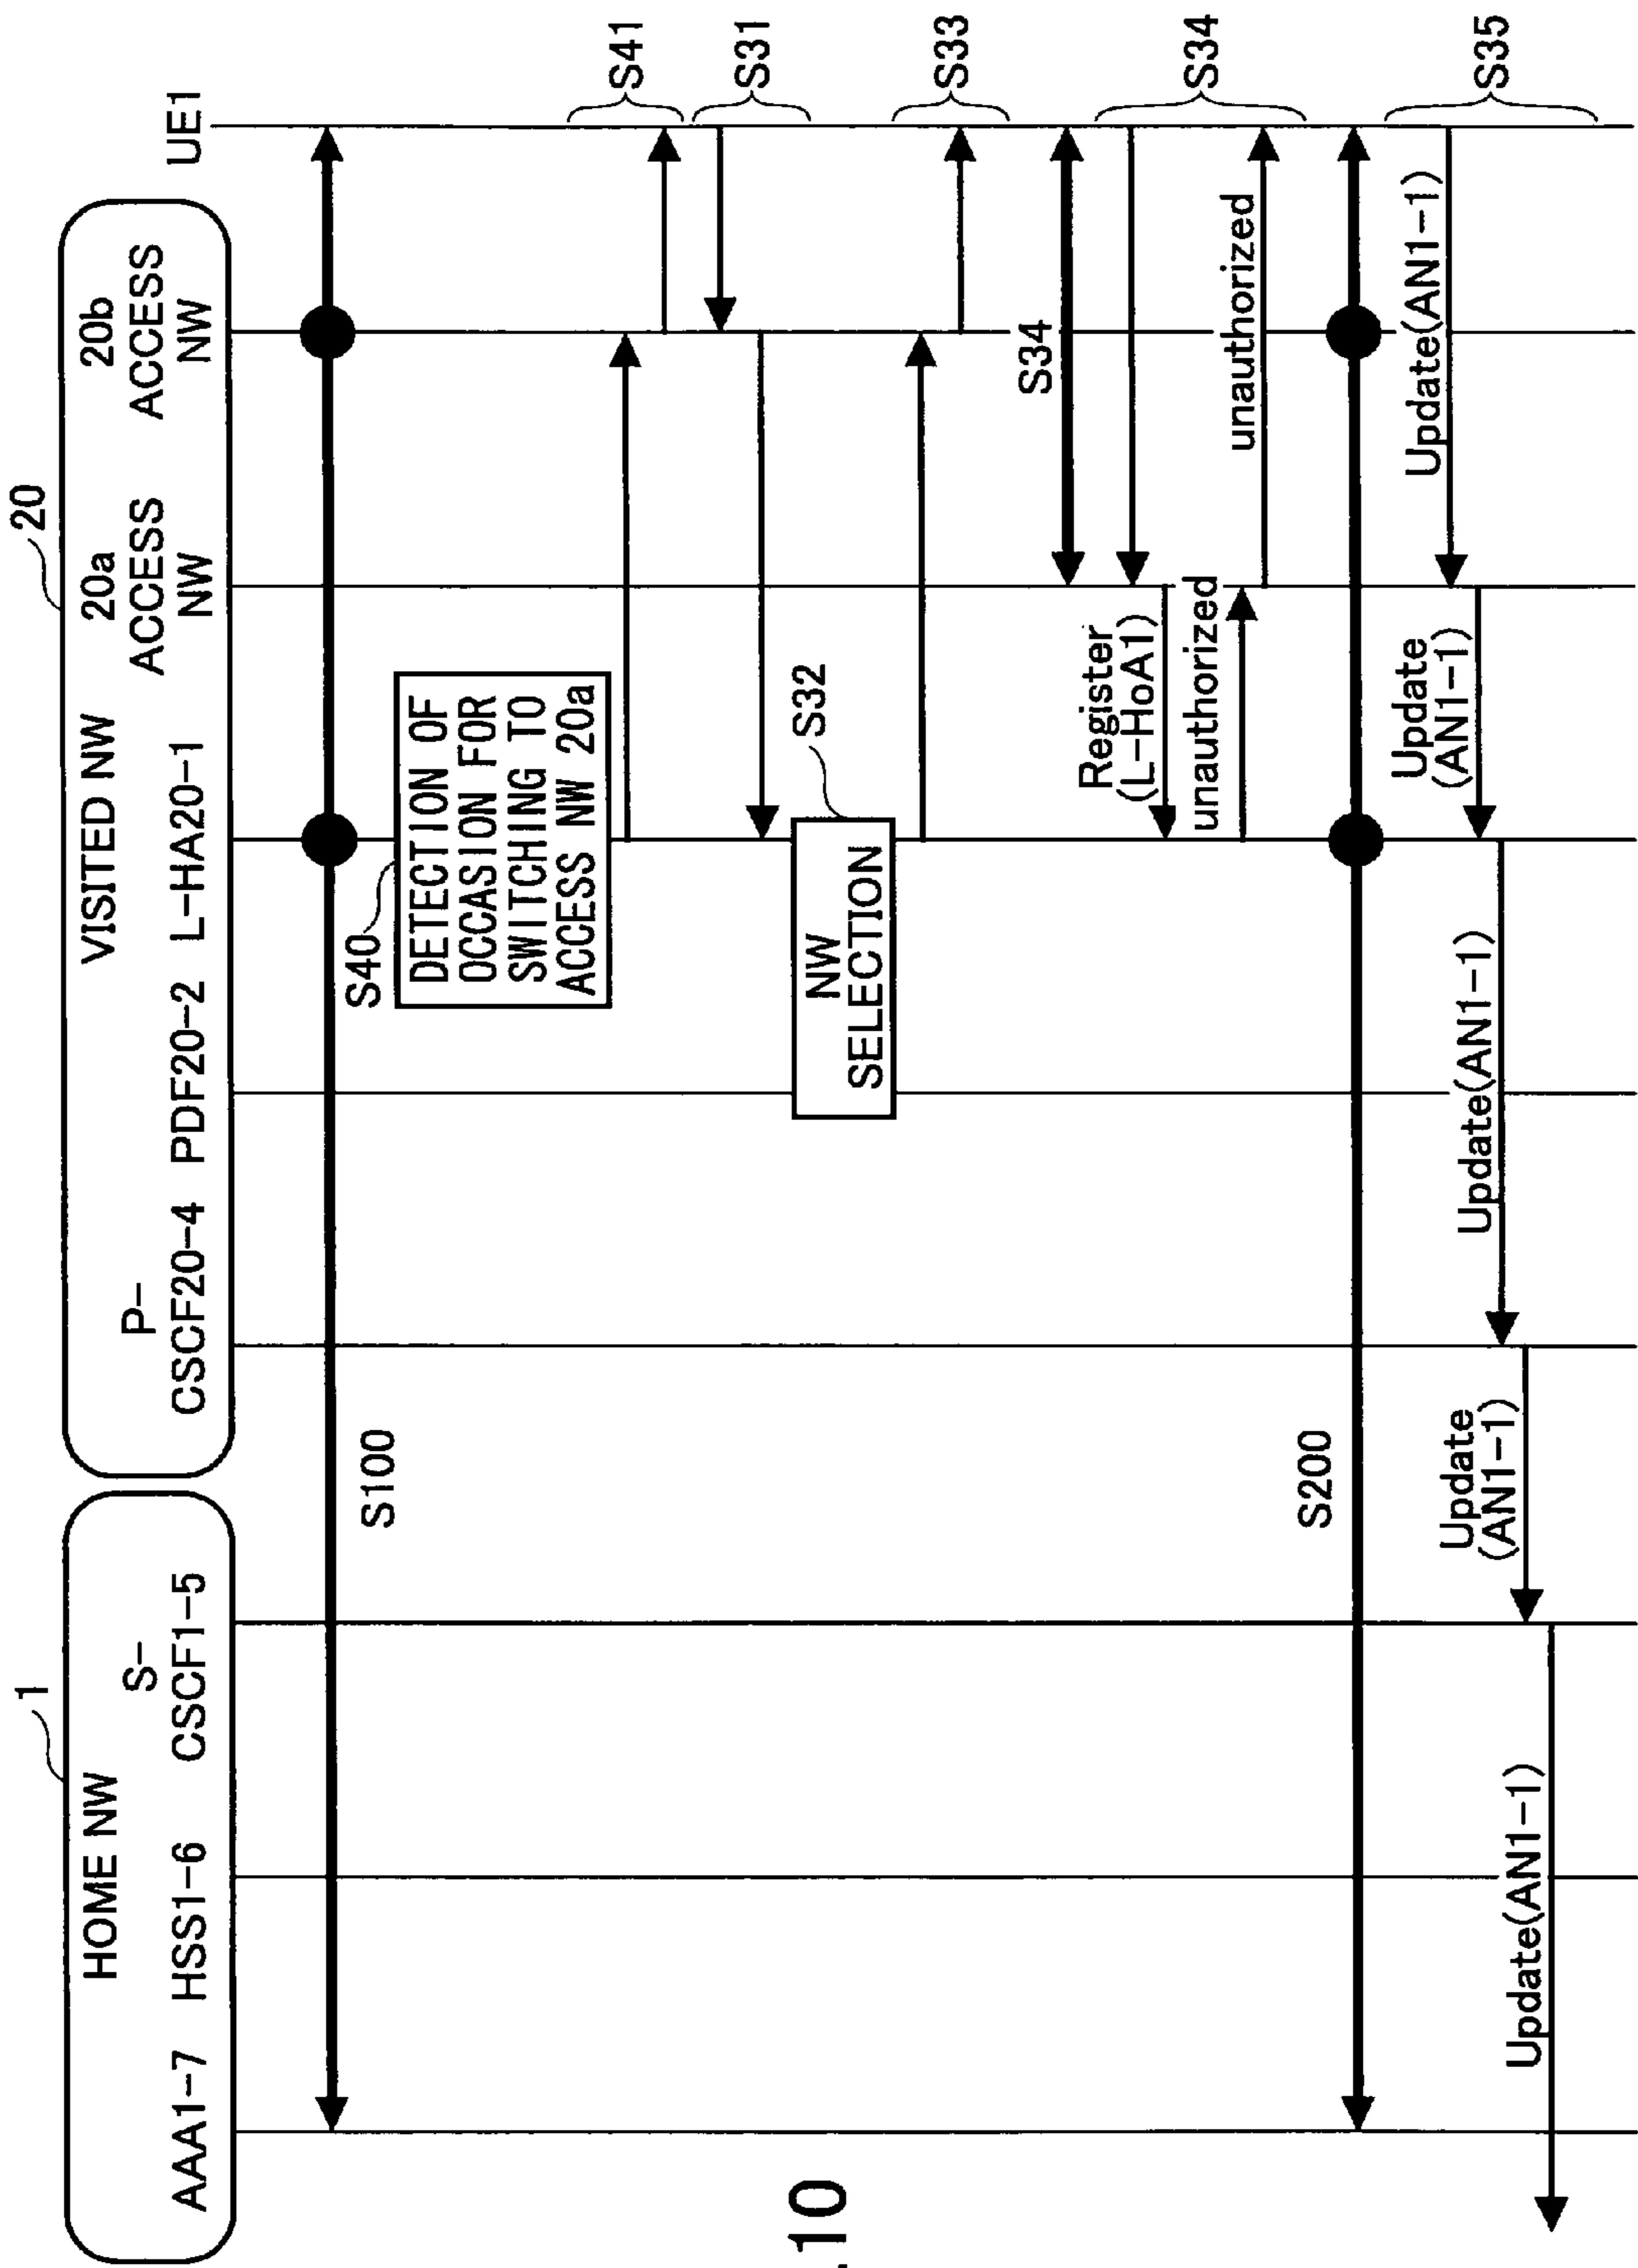 1
HOME NW
S-
AAA1-7 HSS1-6 CSCF1-5
20
VISITED NW
20a
ACCESS
NW
20b
ACCESS
NW
UE1
P-
CSCF20-4 PDF20-2 L-HA20-1
S100
S40
DETECTION OF
OCCASION FOR
SWITCHING TO
ACCESS NW 20a
S41
S31
S32
NW
SELECTION
S33
S34
S34
Register
(L-HoA1)
unauthorized
unauthorized
S200
S35
Update(AN1-1)
Update
(AN1-1)
Update(AN1-1)
Update
(AN1-1)
Update(AN1-1)
.10